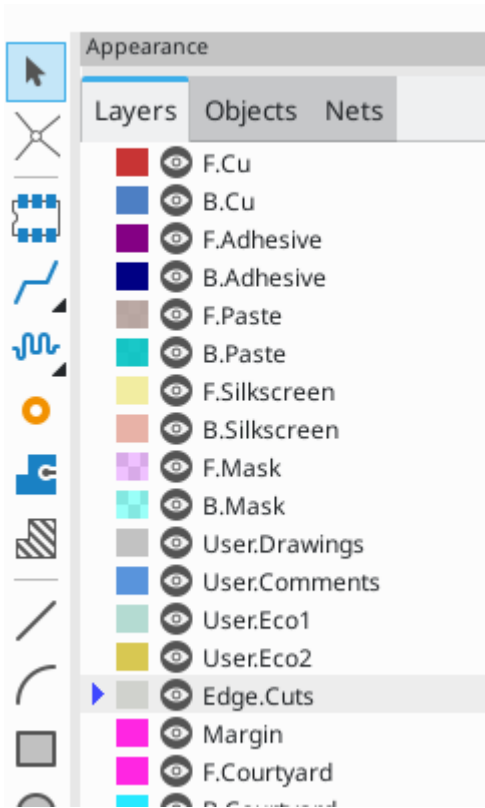 Appearance
Layers Objects Nets
F.Cu
B.Cu
F.Adhesive
B.Adhesive
F.Paste
B.Paste
F.Silkscreen
B.Silkscreen
F.Mask
B.Mask
User.Drawings
User.Comments
User.Eco1
User.Eco2
Edge.Cuts
Margin
F.Courtyard